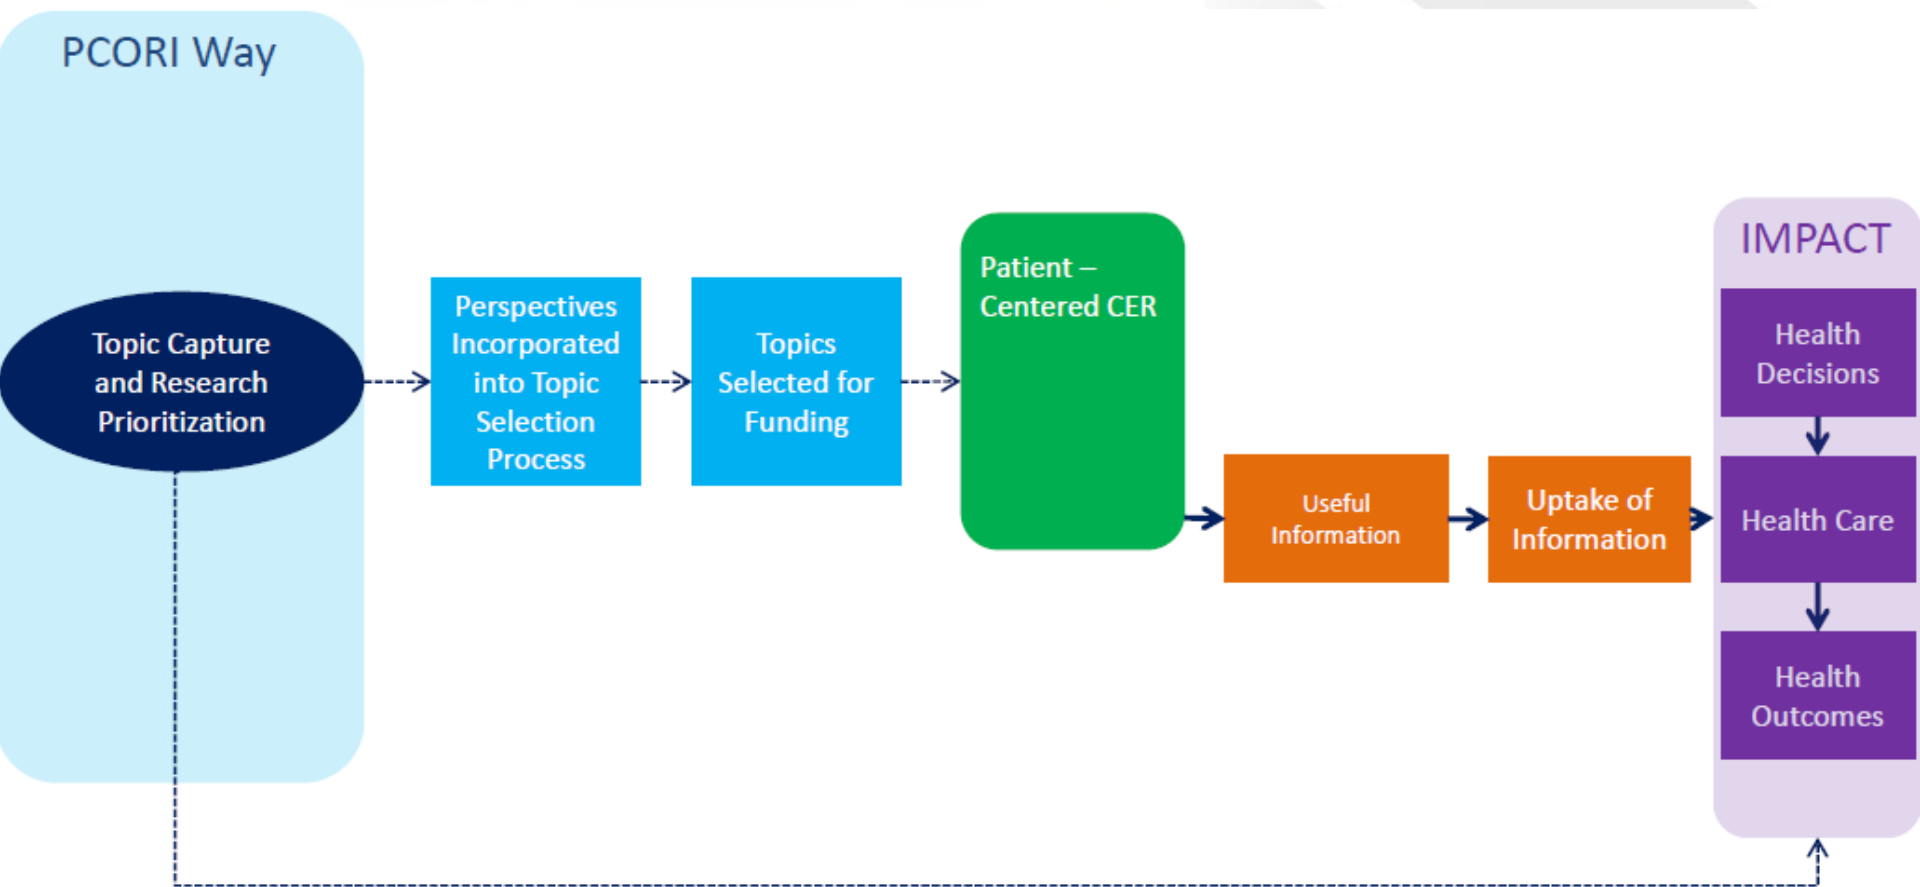 PCORI Way
Topic Capture
and Research
Prioritization
Perspectives
Incorporated
into Topic
Selection
Process
Topics
Selected for
Funding
Patient –
Centered CER
Useful
Information
Uptake of
Information
IMPACT
Health
Decisions
Health Care
Health
Outcomes